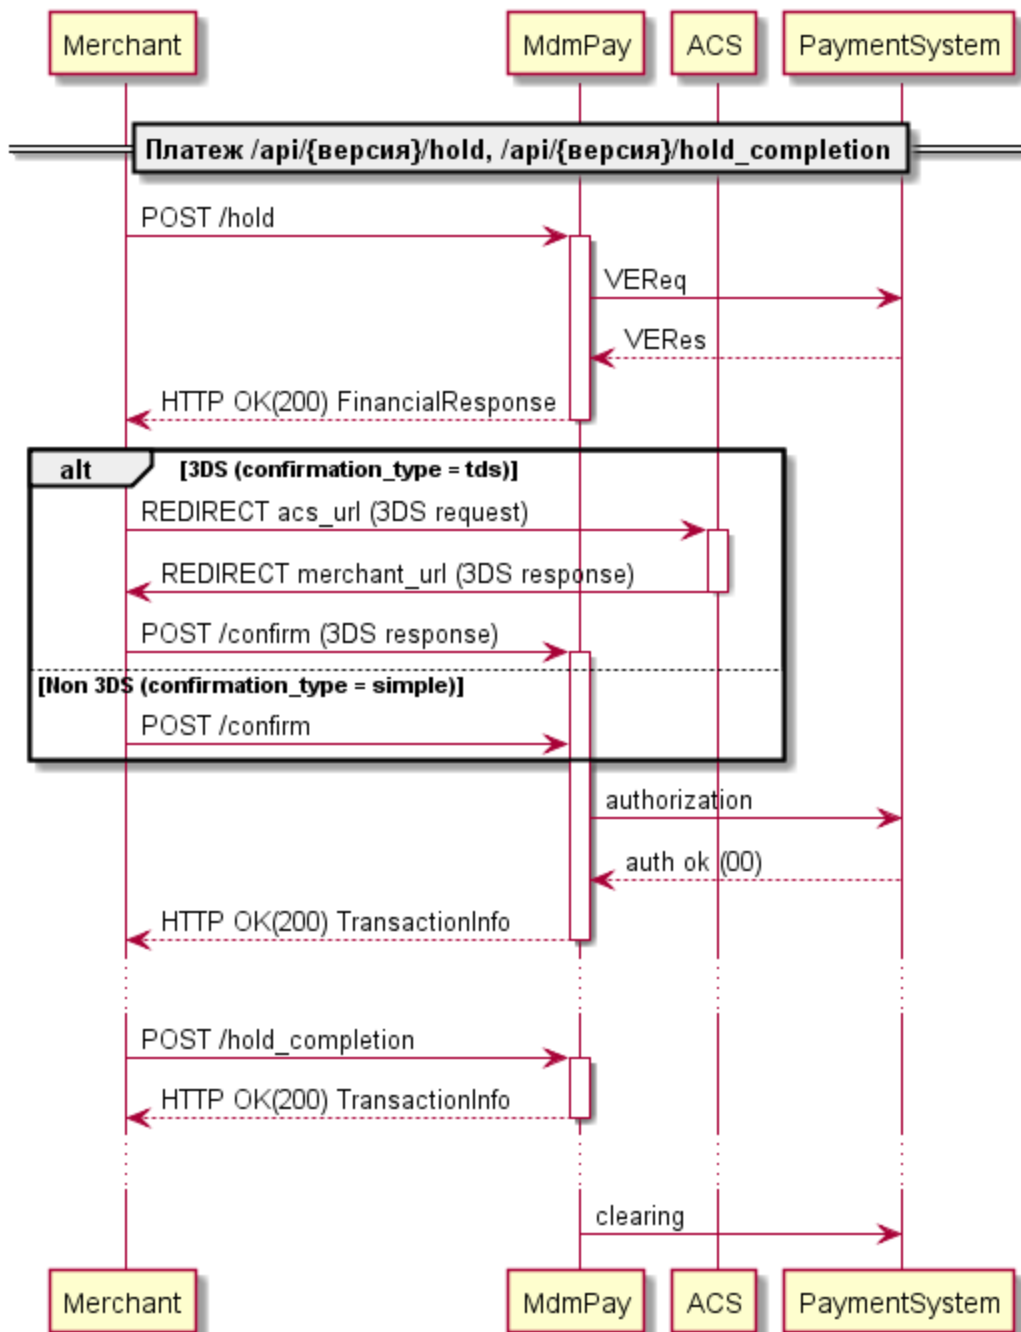 Merchant MdmPay ACS PaymentSystem
Платеж /api/{версия}/hold, /api/{версия}/hold_completion
POST /hold
VEReq
VERes
HTTP OK(200) FinancialResponse
alt [3DS (confirmation_type = tds)]
REDIRECT acs_url (3DS request)
REDIRECT merchant_url (3DS response)
POST /confirm (3DS response)
[Non 3DS (confirmation_type = simple)]
POST /confirm
authorization
auth ok (00)
HTTP OK(200) TransactionInfo
POST /hold_completion
HTTP OK(200) TransactionInfo
clearing
Merchant MdmPay ACS PaymentSystem